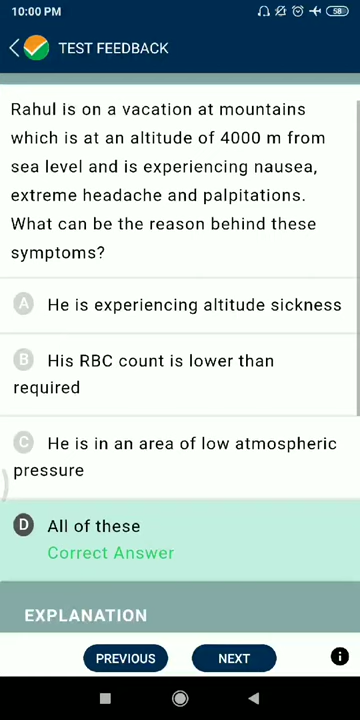 10:00 PM
58
TEST FEEDBACK
Rahul is on a vacation at mountains
which is at an altitude of 4000 m from
sea level and is experiencing nausea,
extreme headache and palpitations.
What can be the reason behind these
symptoms?
A He is experiencing altitude sickness
B His RBC count is lower than
required
C He is in an area of low atmospheric
pressure
D All of these
Correct Answer
EXPLANATION
PREVIOUS
NEXT